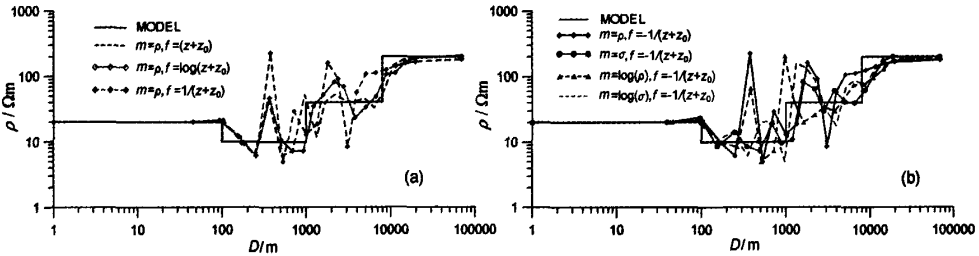 1000
100
10
1
ρ/Ωm
MODEL
m=ρ, f=(z+z₀)
m=ρ, f=log(z+z₀)
m=ρ, f=1/(z+z₀)
(a)
1 10 100 1000 10000 100000
D/m
1000
100
10
1
ρ/Ωm
MODEL
m=ρ, f=-1/(z+z₀)
m=σ, f=-1/(z+z₀)
m=log(ρ), f=-1/(z+z₀)
m=log(σ), f=-1/(z+z₀)
(b)
1 10 100 1000 10000 100000
D/m